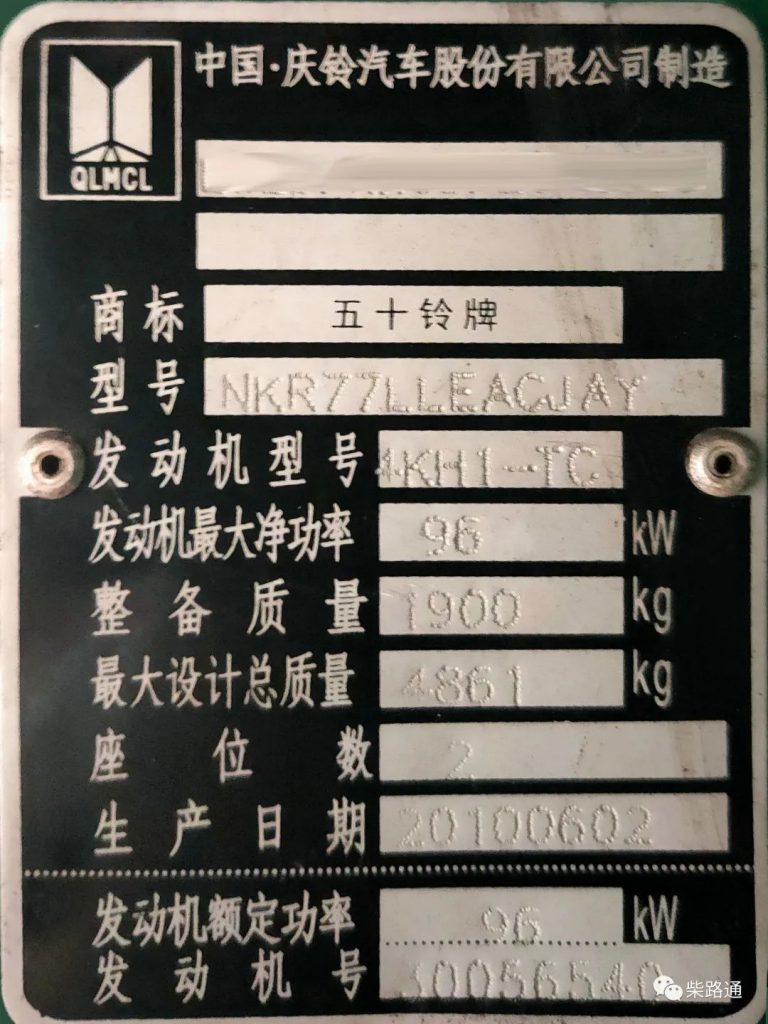 中国·庆铃汽车股份有限公司制造
QLMCL
商标 五十铃牌
型号 NKR77LLEACJAY
发动机型号 4KH1-TC
发动机最大净功率 96 kW
整备质量 1900 kg
最大设计总质量 4861 kg
座位数 2
生产日期 20100602
发动机额定功率 96 kW
发动机号
柴路通